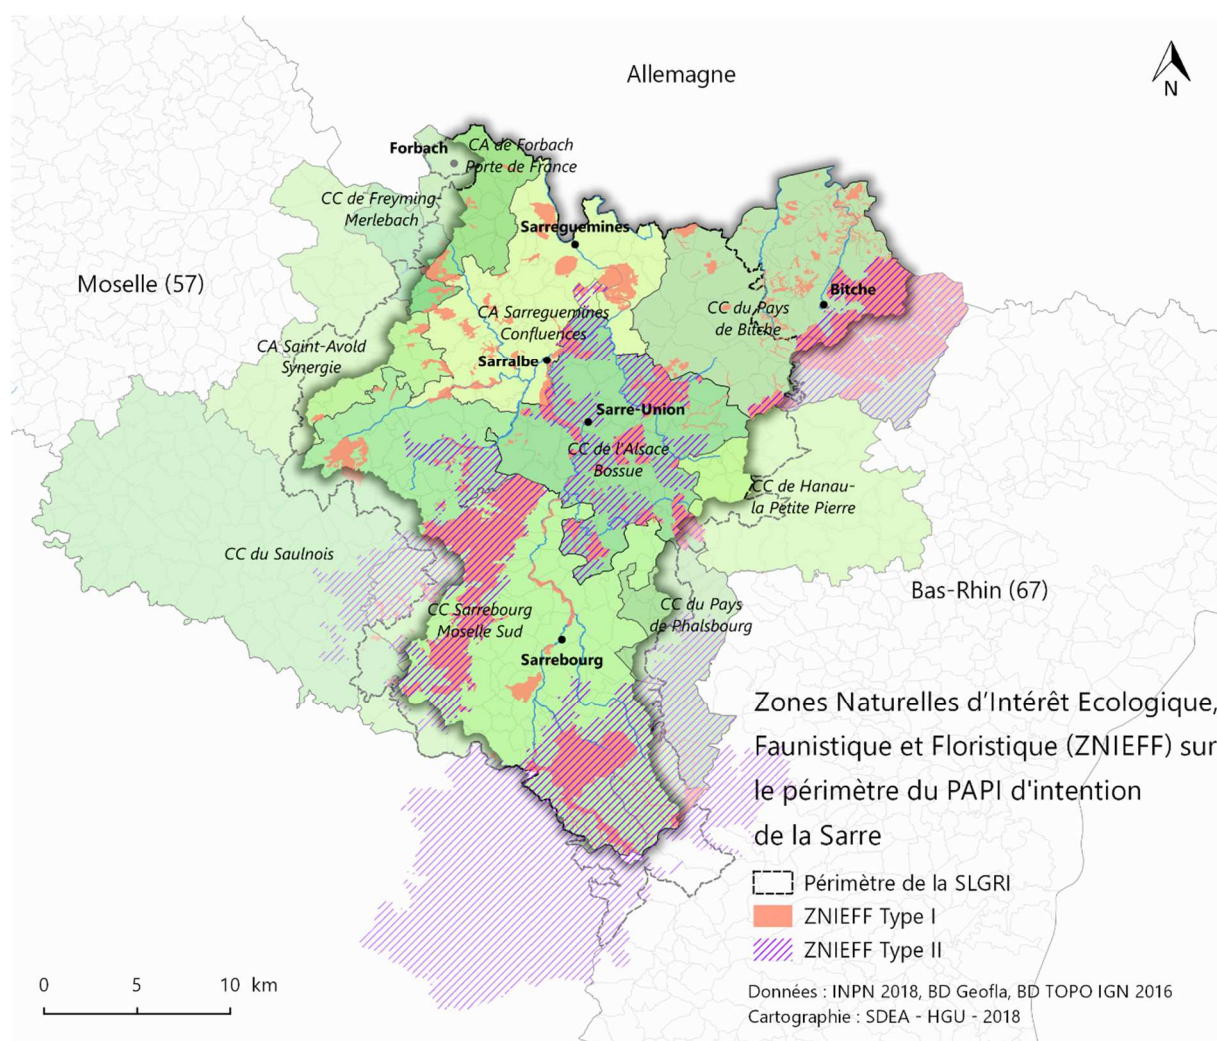 Allemagne
N
Forbach
CA de Forbach
Porte de France
CC de Freyming-
Merlebach
Sarreguemines
Moselle (57)
Bitche
CC du Pays
de Bitche
CA Sarreguemines
Confluences
CA Saint-Avold
Synergie
Sarralbe
Sarre-Union
CC de l'Alsace
Bossue
CC de Hanau-
la Petite Pierre
CC du Saulnois
Bas-Rhin (67)
CC Sarrebourg
Moselle Sud
CC du Pays
de Phalsbourg
Sarrebourg
Zones Naturelles d’Intérêt Ecologique,
Faunistique et Floristique (ZNIEFF) sur
le périmètre du PAPI d'intention
de la Sarre
Périmètre de la SLGRI
ZNIEFF Type I
ZNIEFF Type II
0 5 10 km
Données : INPN 2018, BD Geofla, BD TOPO IGN 2016
Cartographie : SDEA - HGU - 2018